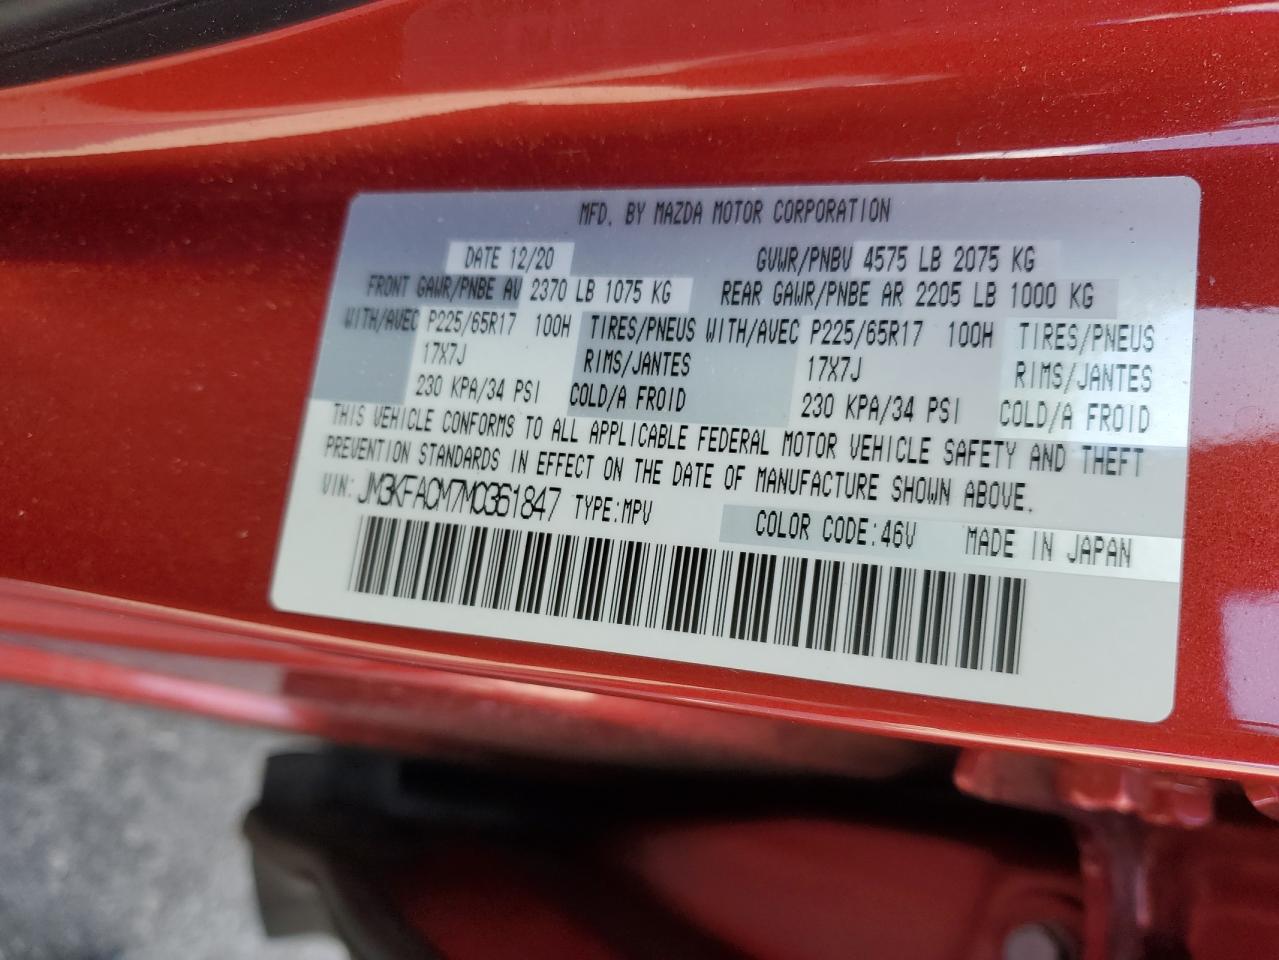 MFD. BY MAZDA MOTOR CORPORATION
DATE 12/20 GVWR/PNBV 4575 LB 2075 KG
FRONT GAWR/PNBE AV 2370 LB 1075 KG REAR GAWR/PNBE AR 2205 LB 1000 KG
WITH/AVEC P225/65R17 100H TIRES/PNEUS WITH/AVEC P225/65R17 100H TIRES/PNEUS
17X7J RIMS/JANTES 17X7J RIMS/JANTES
230 KPA/34 PSI COLD/A FROID 230 KPA/34 PSI COLD/A FROID
THIS VEHICLE CONFORMS TO ALL APPLICABLE FEDERAL MOTOR VEHICLE SAFETY AND THEFT
PREVENTION STANDARDS IN EFFECT ON THE DATE OF MANUFACTURE SHOWN ABOVE.
VIN: JM3KFACM7M0361847 TYPE:MPV COLOR CODE:46V MADE IN JAPAN